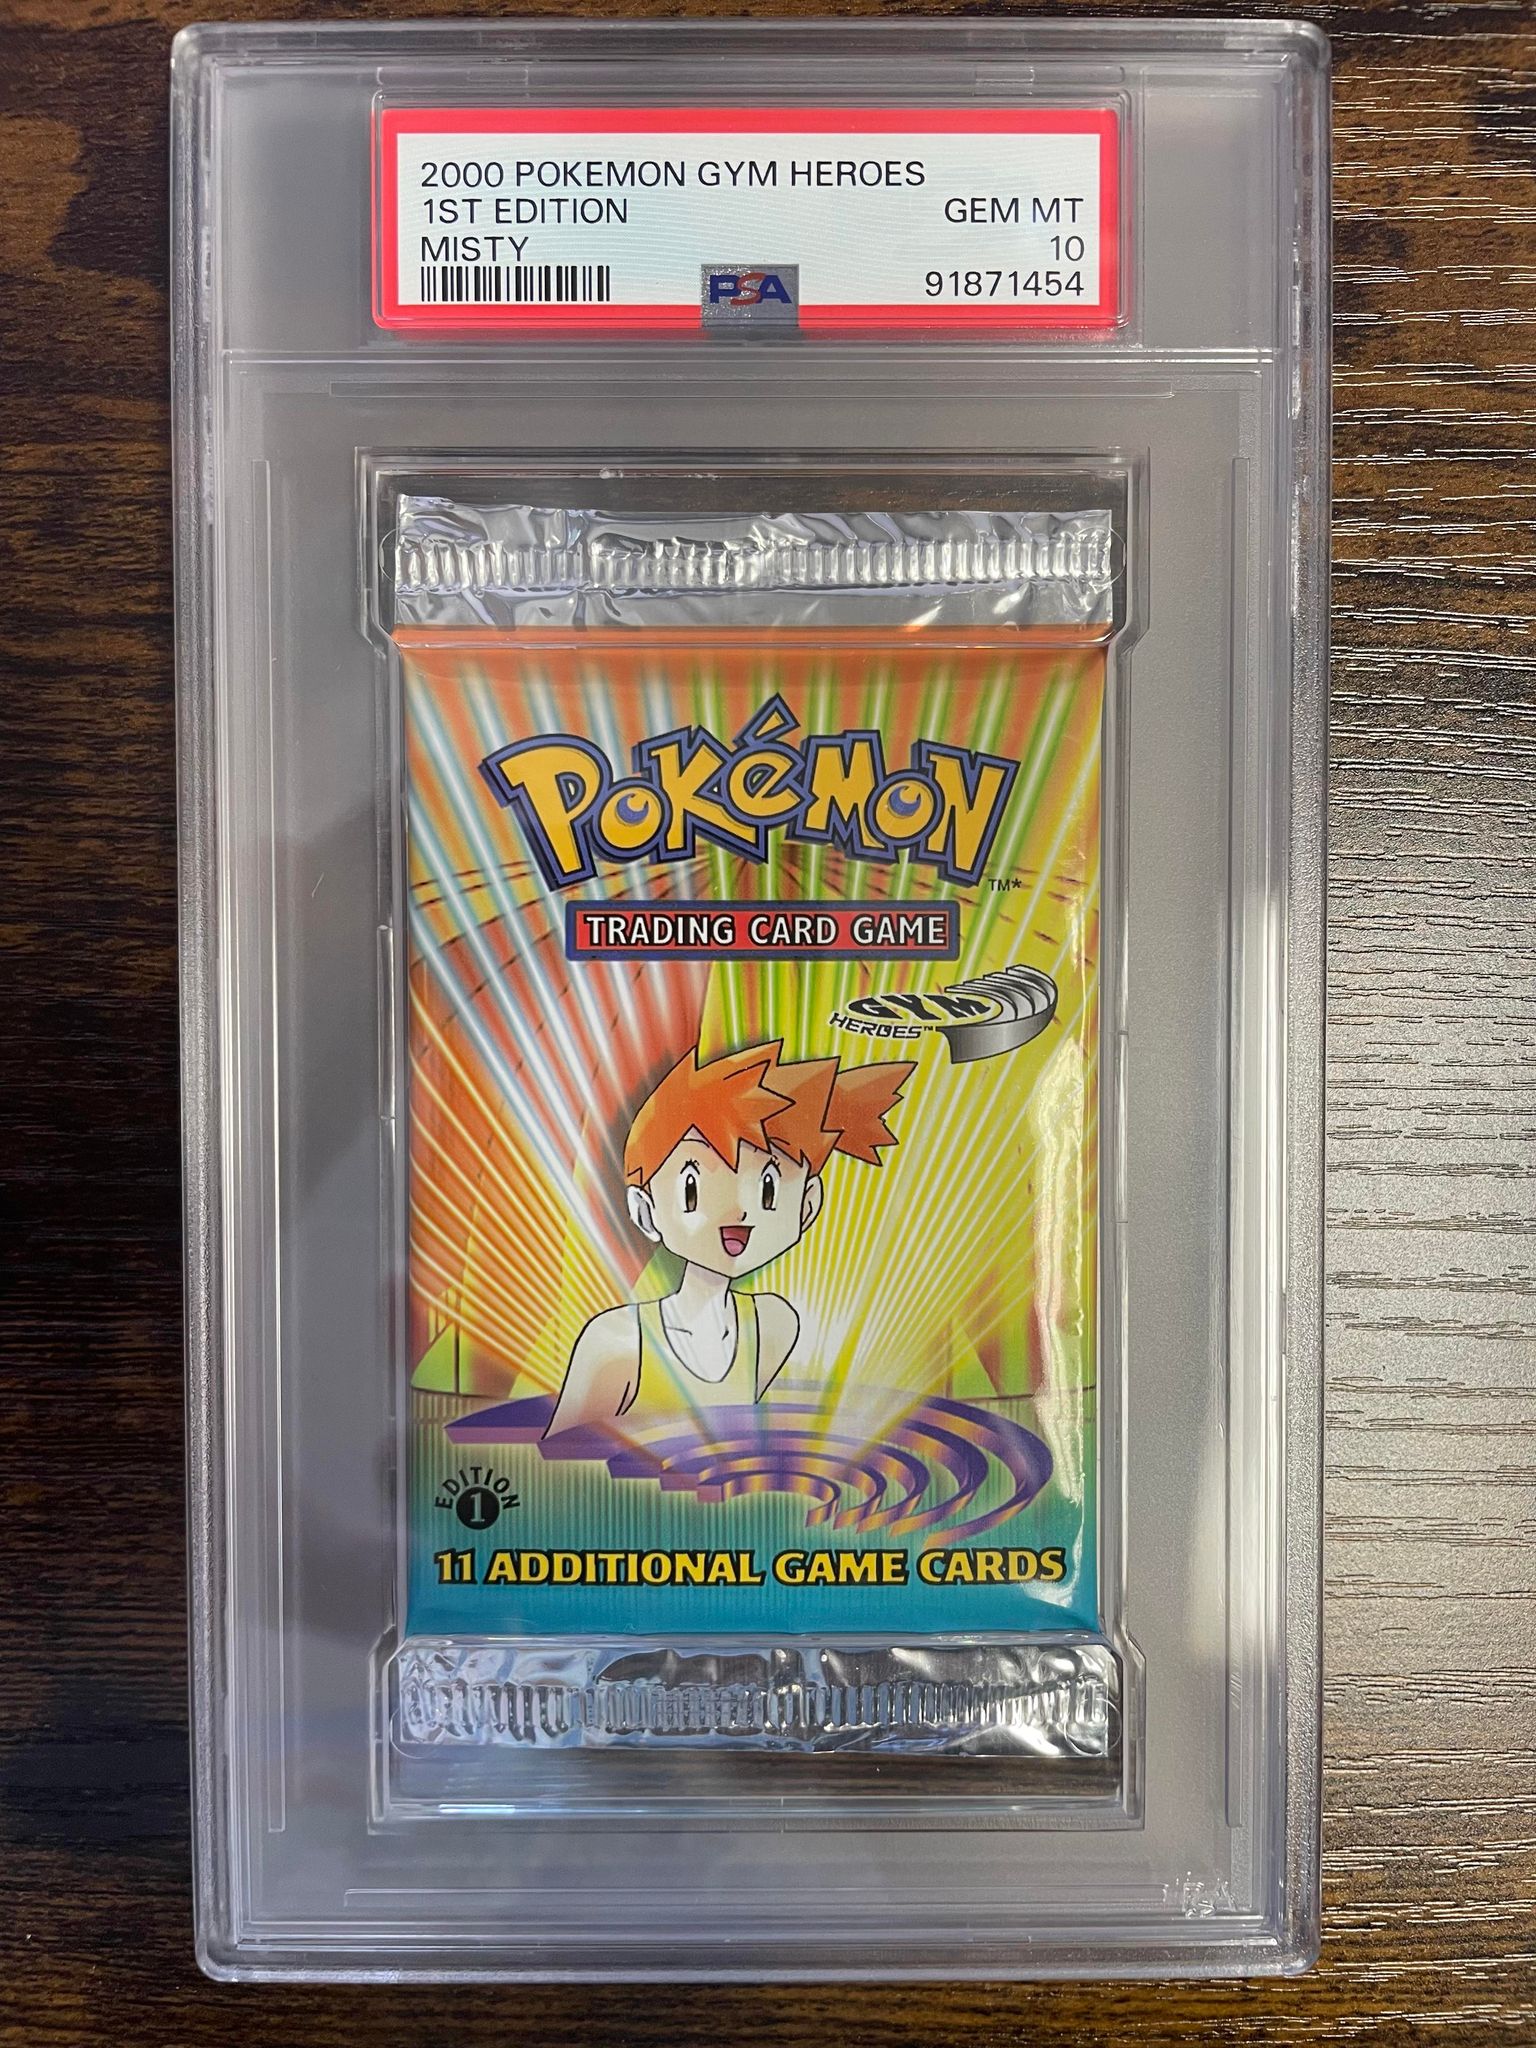 2000 POKEMON GYM HEROES
1ST EDITION GEM MT
MISTY 10
PSA 91871454
POKéMON
TM*
TRADING CARD GAME
GYM
HEROES™
EDITION
1
11 ADDITIONAL GAME CARDS
PSA